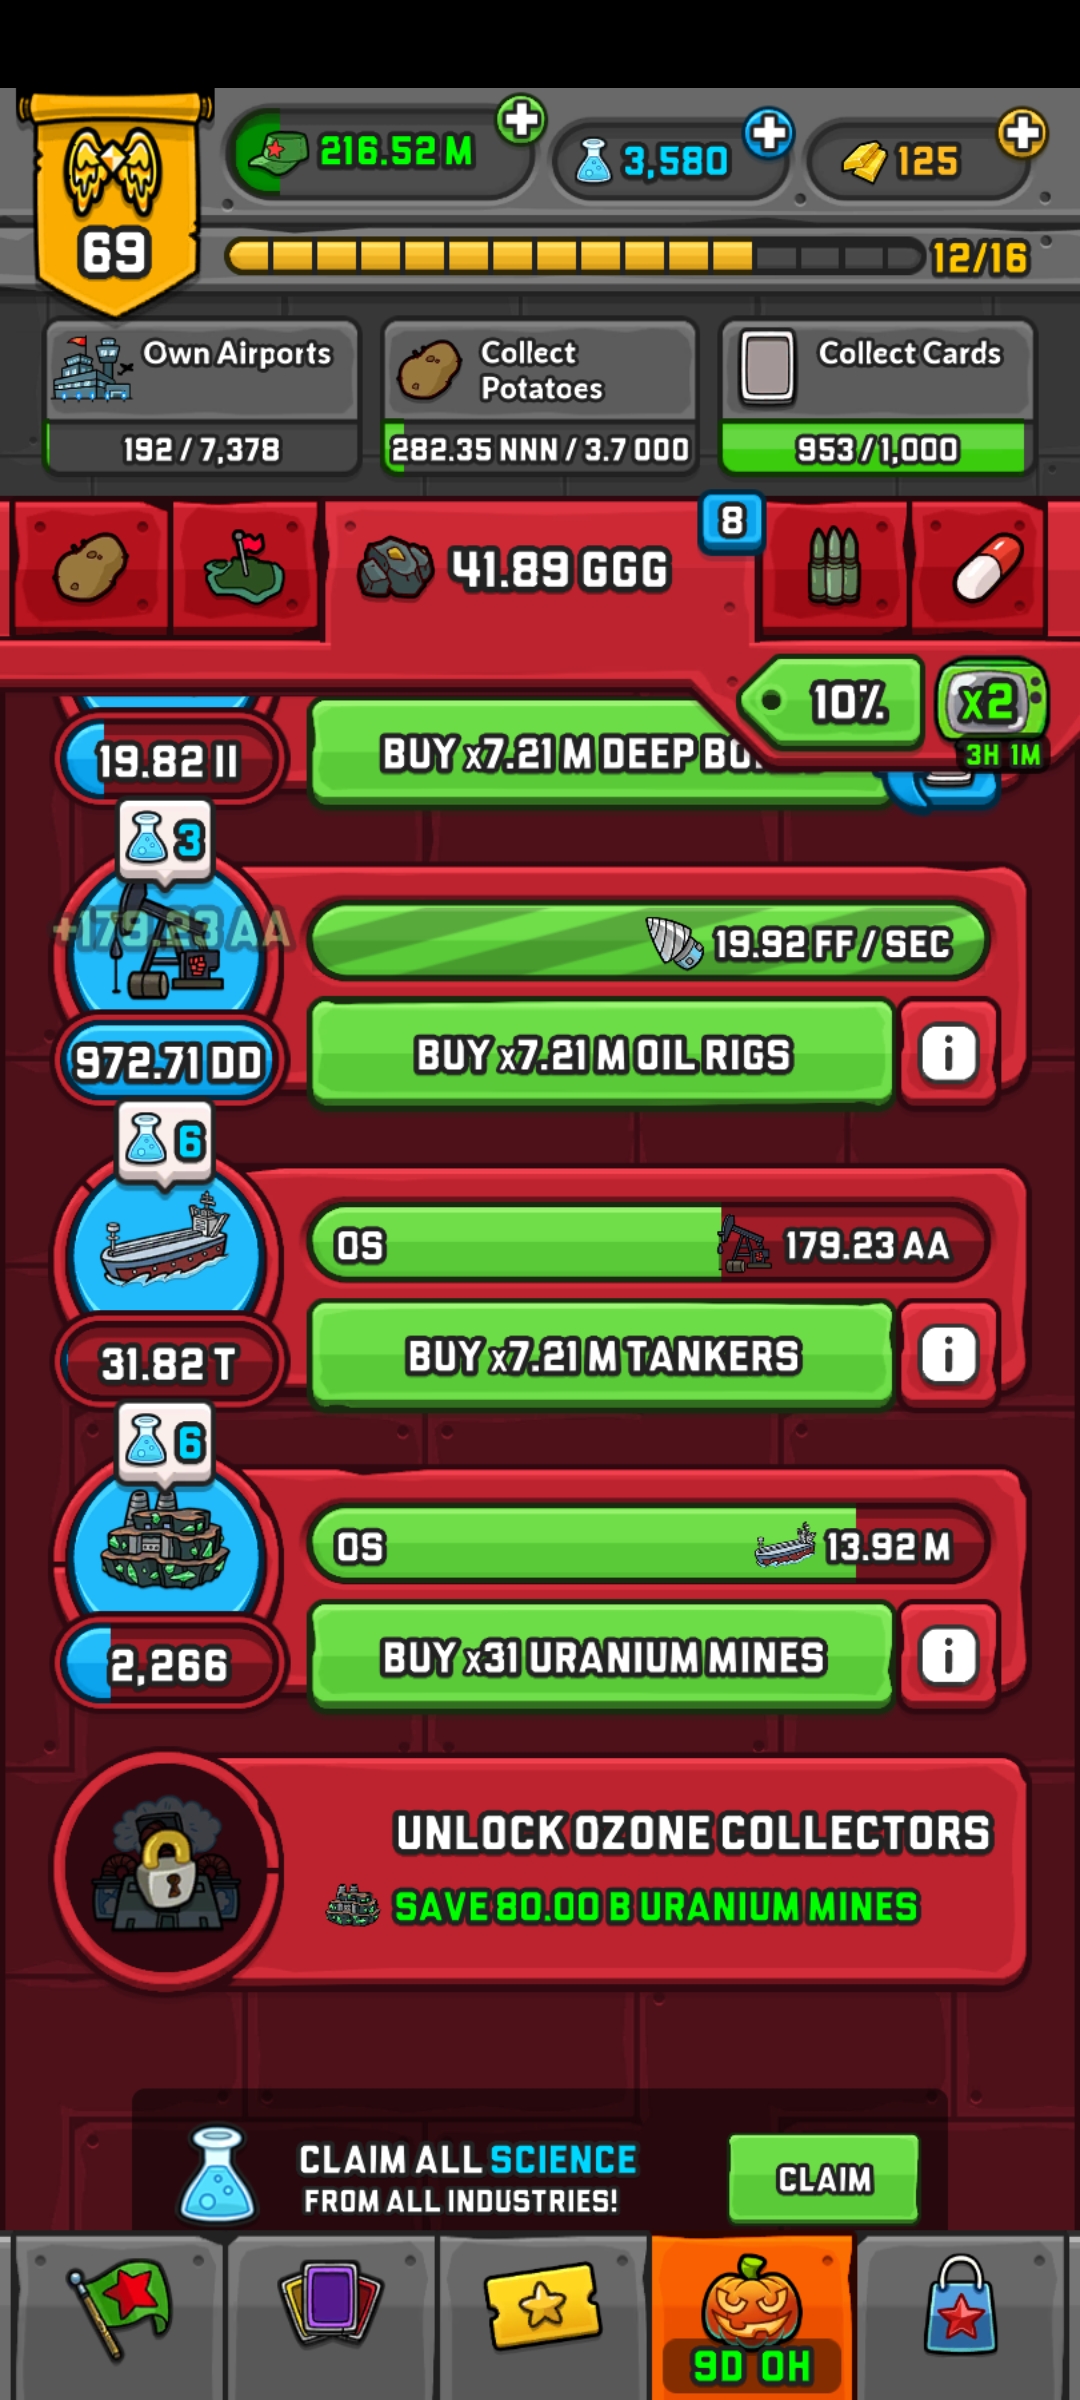 216.52 M
3,580
125
69
12/16
Own Airports
192 / 7,378
Collect
Potatoes
282.35 NNN / 3.7 OOO
Collect Cards
953 / 1,000
41.89 GGG
8
10%
x2
3H 1M
19.82 II
BUY x7.21 M DEEP
3
+179.23 AA
19.92 FF / SEC
972.71 DD
BUY x7.21 M OIL RIGS
i
6
0S
179.23 AA
31.82 T
BUY x7.21 M TANKERS
i
6
0S
13.92 M
2,266
BUY x31 URANIUM MINES
i
UNLOCK OZONE COLLECTORS
SAVE 80.00 B URANIUM MINES
CLAIM ALL SCIENCE
FROM ALL INDUSTRIES!
CLAIM
9D 0H